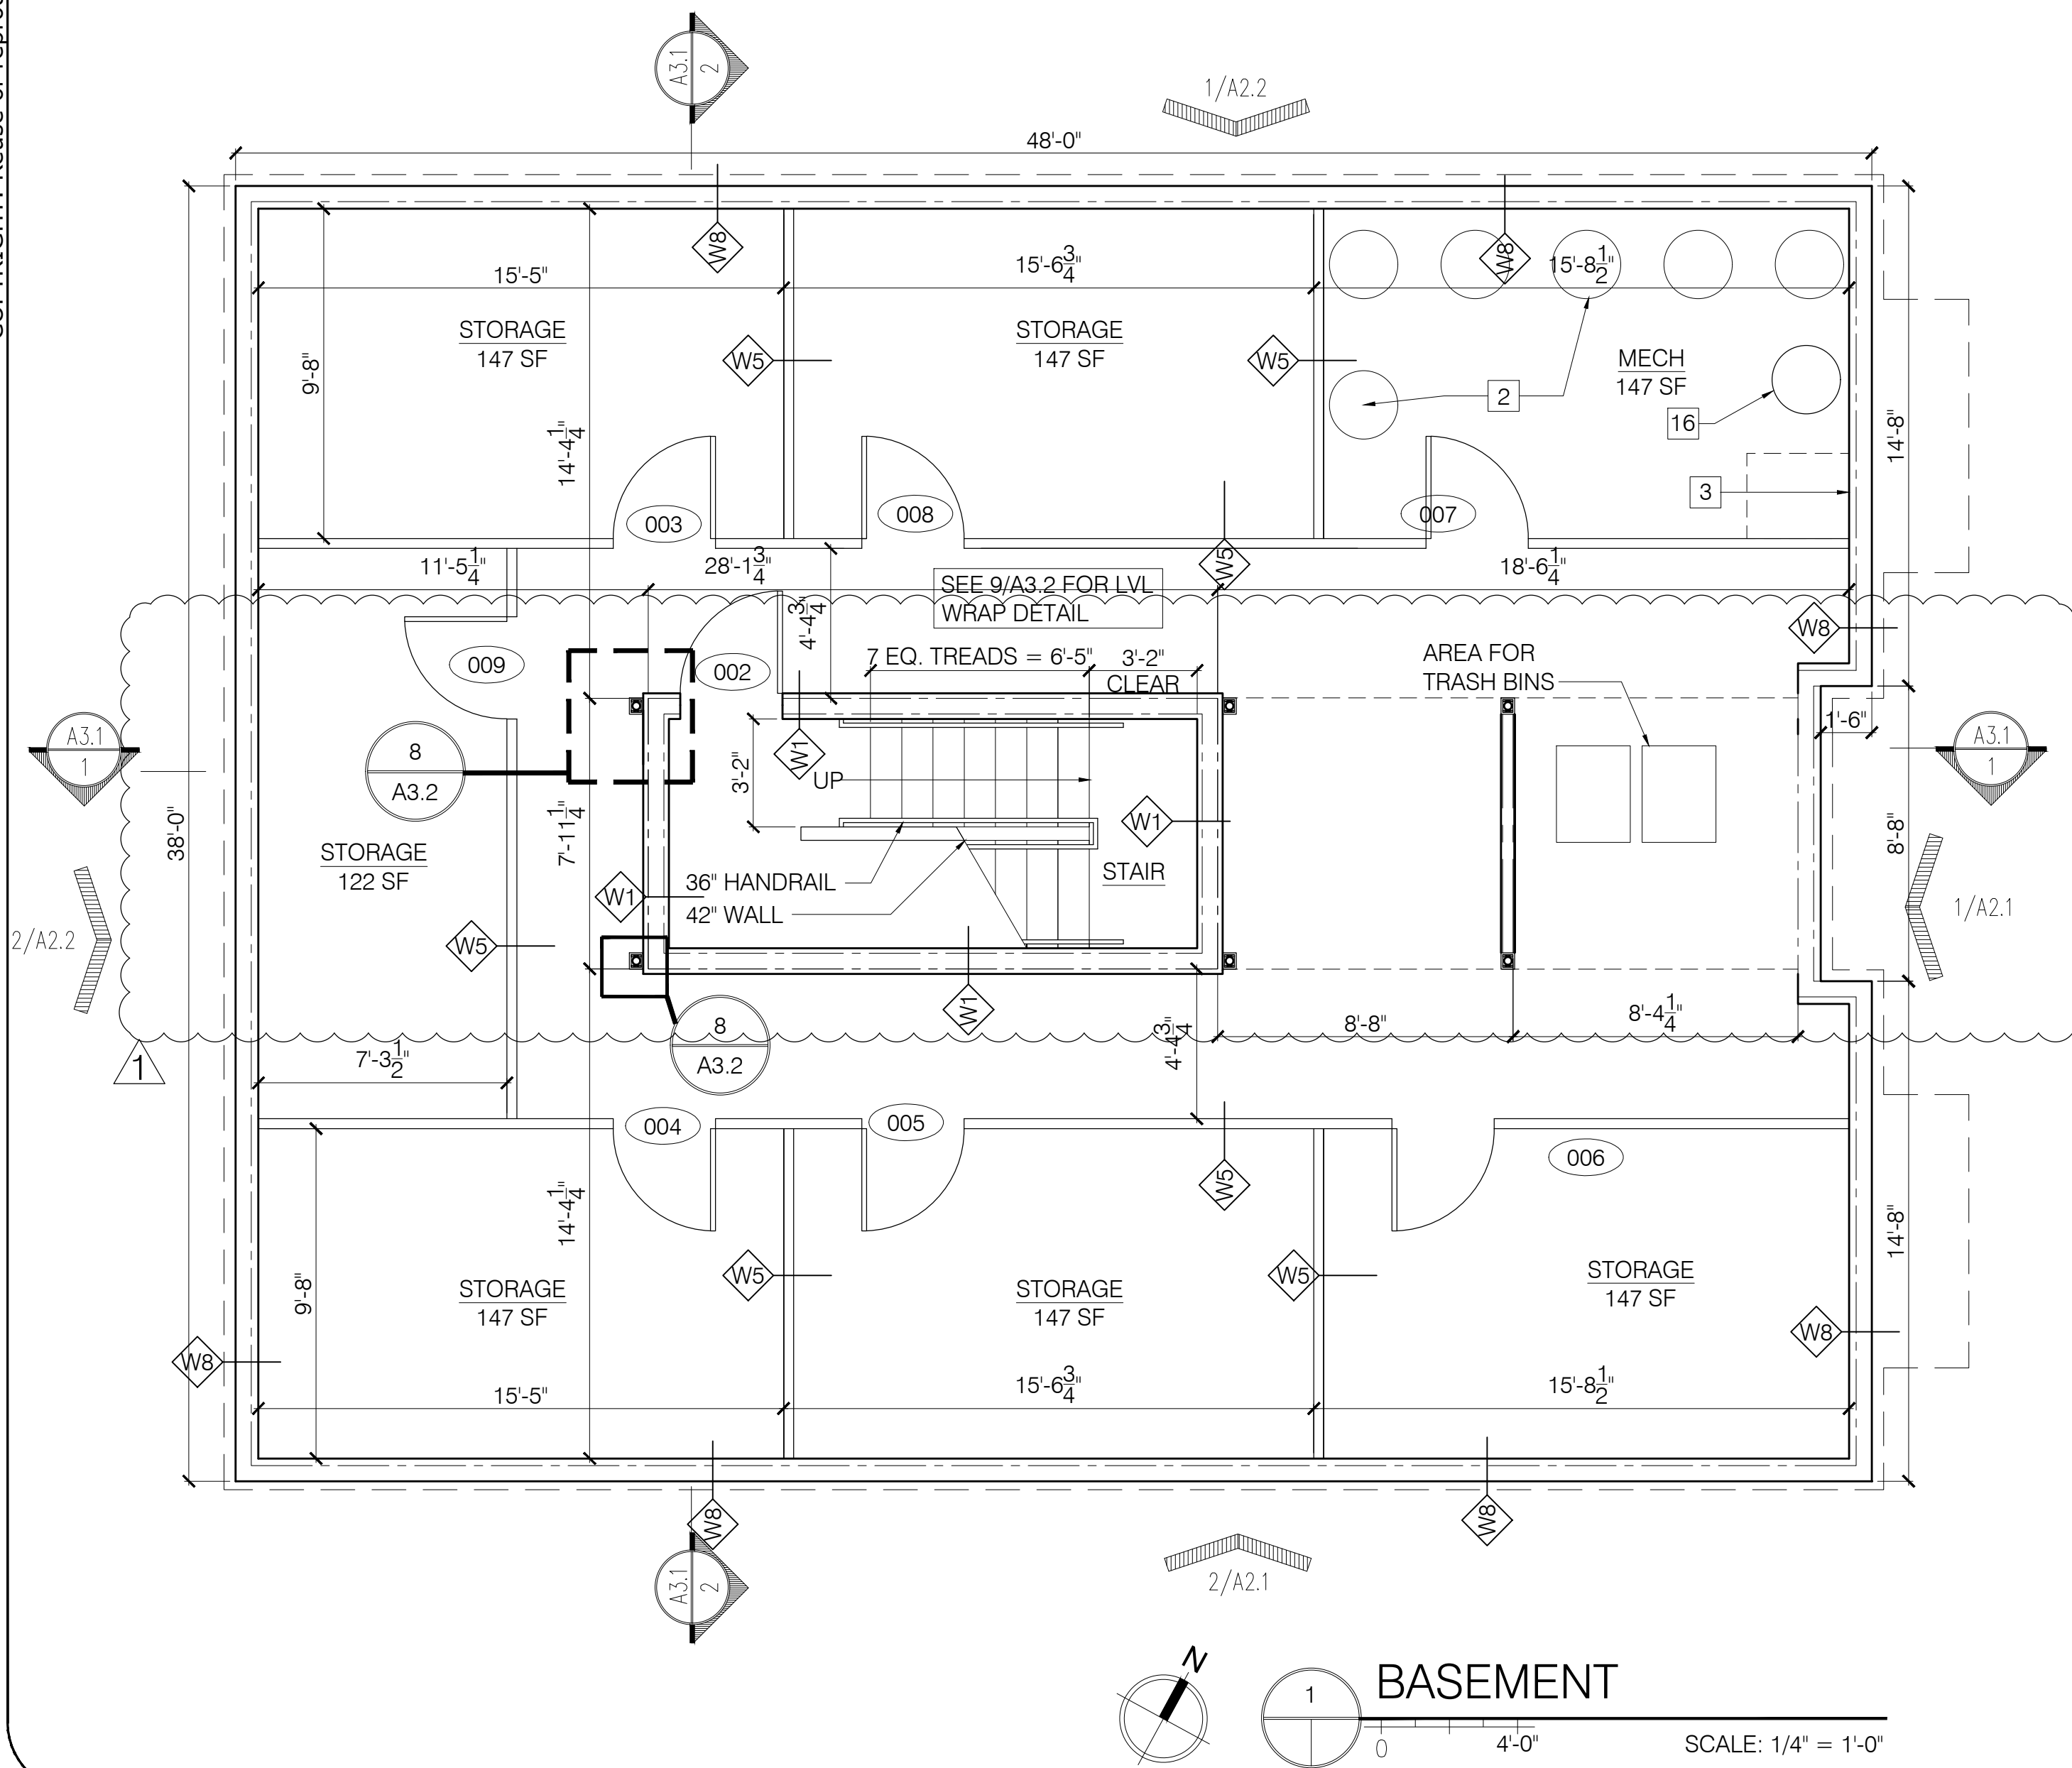 A3.1
2
1/A2.2
48'-0"
W8
W8
9'-8"
15'-5"
15'-6 3/4"
15'-8 1/2"
STORAGE
147 SF
STORAGE
147 SF
MECH
147 SF
W5
W5
2
16
3
14'-4 1/4"
14'-8"
003
008
007
11'-5 1/4"
28'-1 3/4"
18'-6 1/4"
W5
SEE 9/A3.2 FOR LVL
WRAP DETAIL
4'-4 3/4"
W8
009
002
7 EQ. TREADS = 6'-5"
3'-2"
CLEAR
AREA FOR
TRASH BINS
1'-6"
A3.1
1
8
A3.2
W1
3'-2"
UP
A3.1
1
38'-0"
7'-11 1/4"
W1
8'-8"
STORAGE
122 SF
STAIR
36" HANDRAIL
42" WALL
W1
2/A2.2
W5
1/A2.1
W1
8
A3.2
4'-4 3/4"
8'-8"
8'-4 1/4"
1
7'-3 1/2"
004
005
006
W5
14'-4 1/4"
14'-8"
9'-8"
STORAGE
147 SF
W5
STORAGE
147 SF
W5
STORAGE
147 SF
W8
W8
15'-5"
15'-6 3/4"
15'-8 1/2"
W8
W8
A3.1
2
2/A2.1
N
1
BASEMENT
0
4'-0"
SCALE: 1/4" = 1'-0"